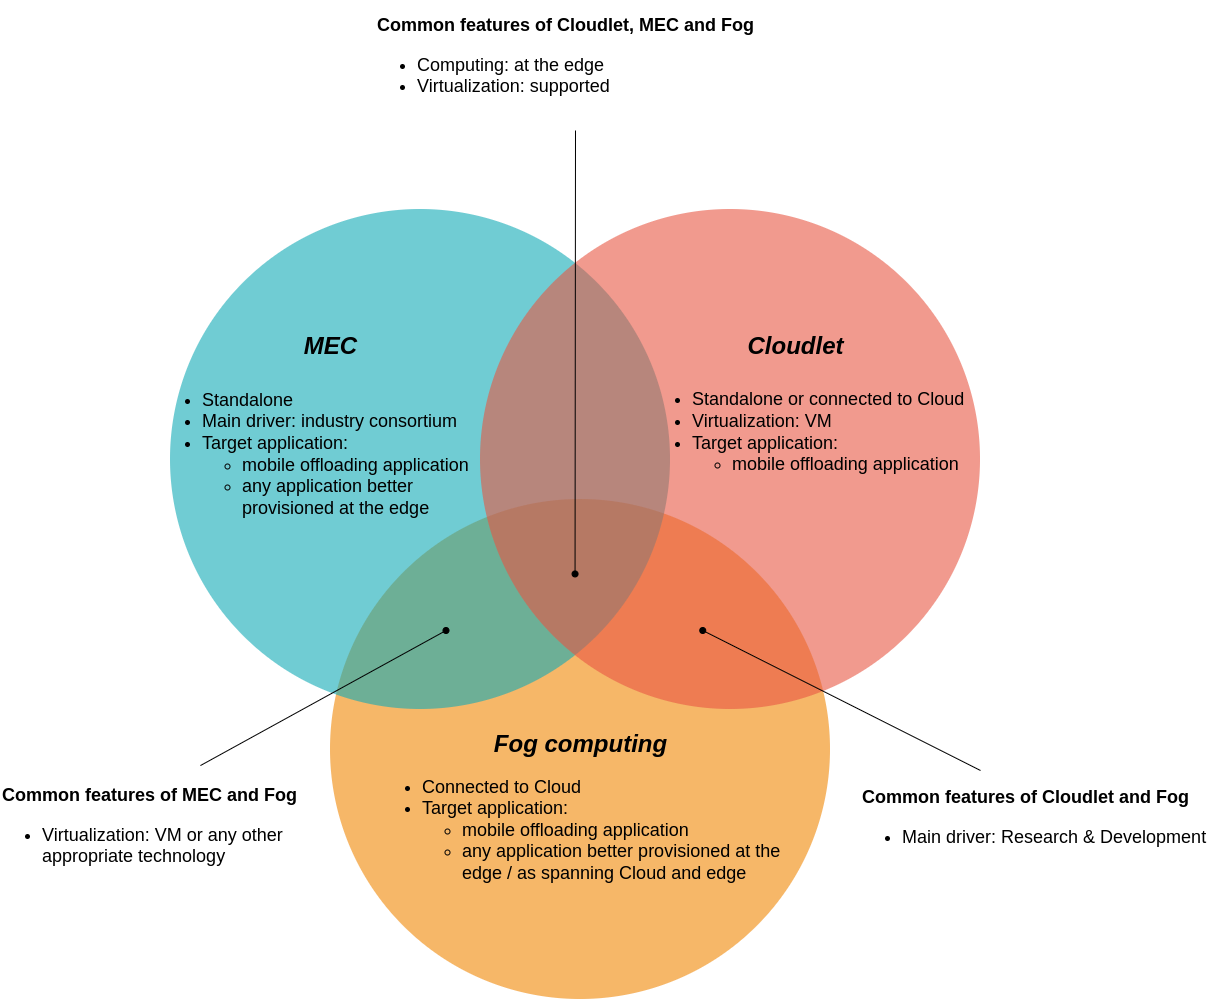 Common features of Cloudlet, MEC and Fog
Computing: at the edge
Virtualization: supported
MEC
Standalone
Main driver: industry consortium
Target application:
mobile offloading application
any application better
provisioned at the edge
Cloudlet
Standalone or connected to Cloud
Virtualization: VM
Target application:
mobile offloading application
Fog computing
Connected to Cloud
Target application:
mobile offloading application
any application better provisioned at the
edge / as spanning Cloud and edge
Common features of MEC and Fog
Virtualization: VM or any other
appropriate technology
Common features of Cloudlet and Fog
Main driver: Research & Development